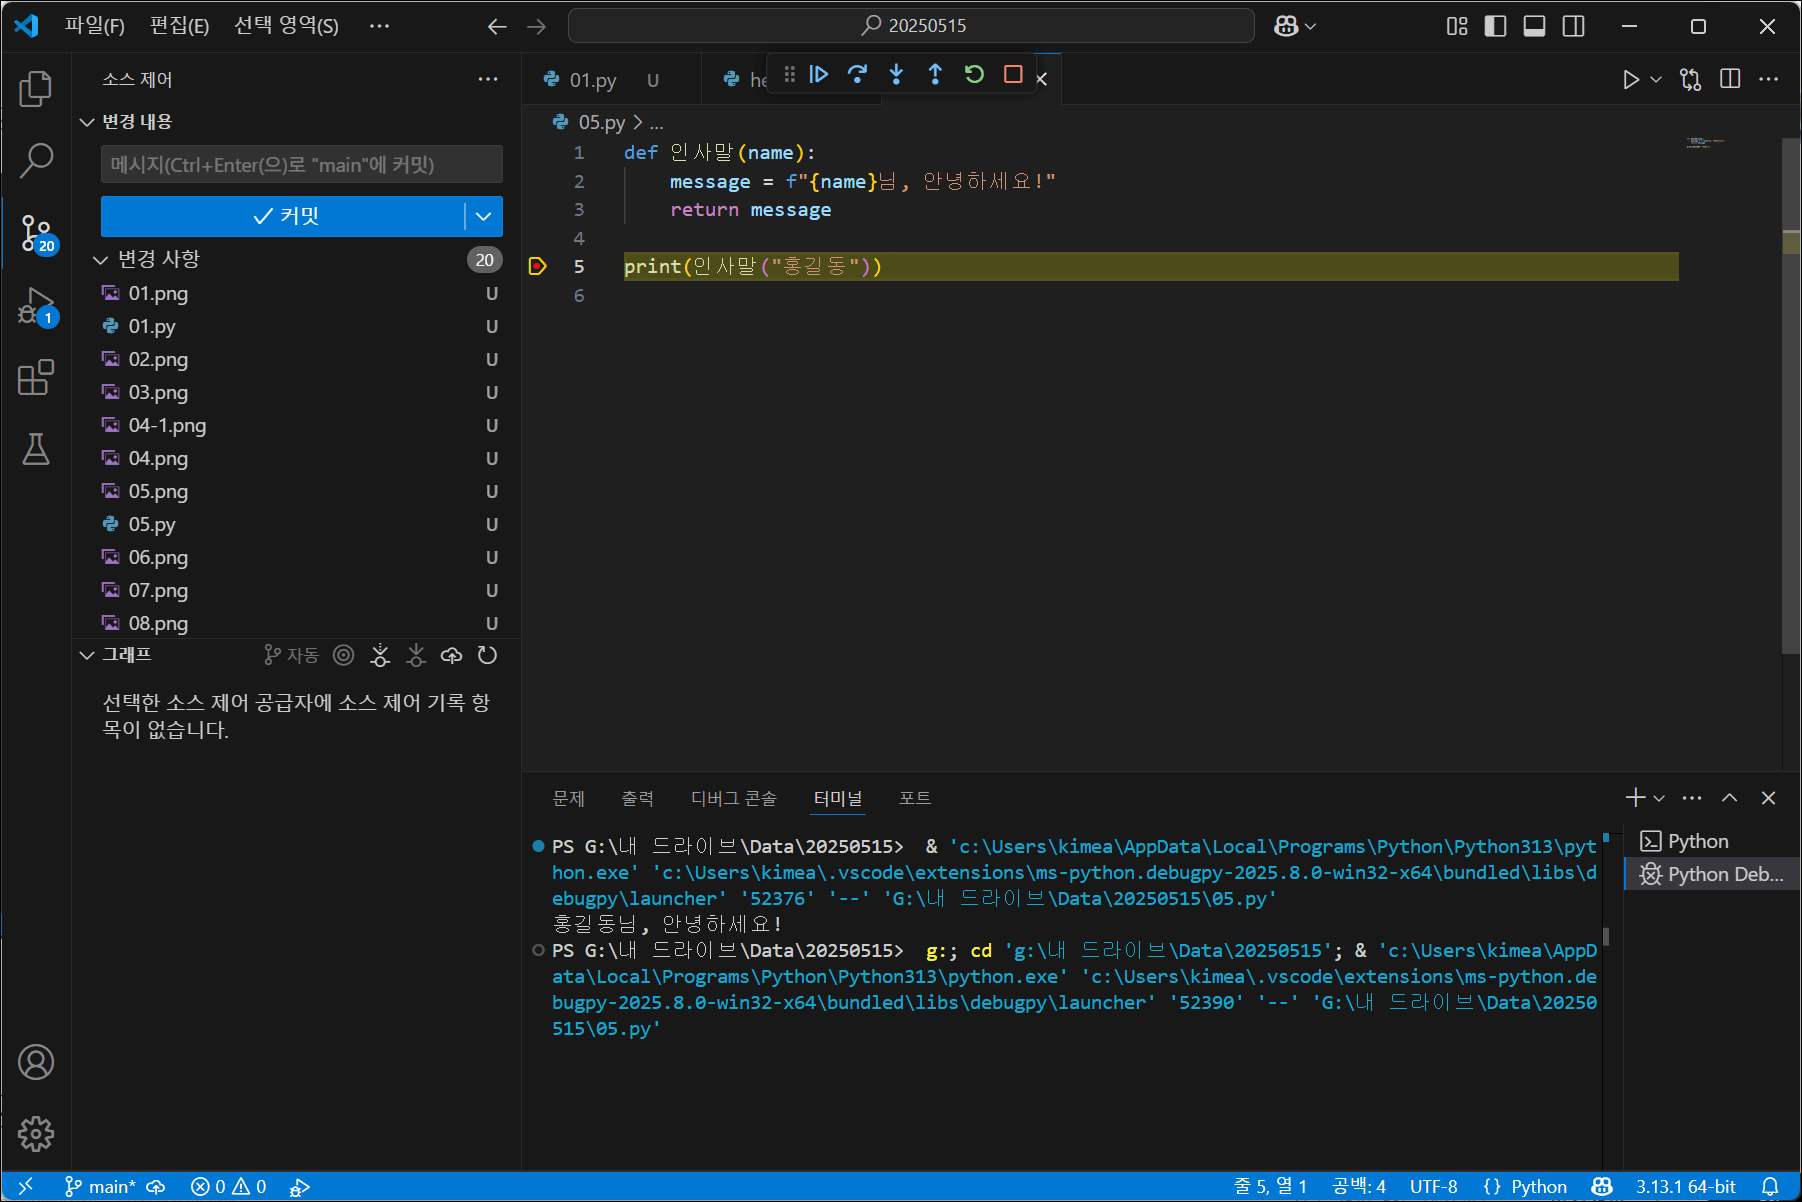 파일(F) 편집(E) 선택 영역(S) ···
20250515
소스 제어
변경 내용
메시지(Ctrl+Enter(으)로 "main"에 커밋)
커밋
변경 사항 20
01.png U
01.py U
02.png U
03.png U
04-1.png U
04.png U
05.png U
05.py U
06.png U
07.png U
08.png U
20
1
그래프 자동
선택한 소스 제어 공급자에 소스 제어 기록 항
목이 없습니다.
01.py U he
05.py > ...
1 def 인사말(name):
2 message = f"{name}님, 안녕하세요!"
3 return message
4
5 print(인사말("홍길동"))
6
문제 출력 디버그 콘솔 터미널 포트
PS G:\내 드라이브\Data\20250515> & 'c:\Users\kimea\AppData\Local\Programs\Python\Python313\pyt
hon.exe' 'c:\Users\kimea\.vscode\extensions\ms-python.debugpy-2025.8.0-win32-x64\bundled\libs\d
ebugpy\launcher' '52376' '--' 'G:\내 드라이브\Data\20250515\05.py'
홍길동님, 안녕하세요!
PS G:\내 드라이브\Data\20250515> g:; cd 'g:\내 드라이브\Data\20250515'; & 'c:\Users\kimea\AppD
ata\Local\Programs\Python\Python313\python.exe' 'c:\Users\kimea\.vscode\extensions\ms-python.de
bugpy-2025.8.0-win32-x64\bundled\libs\debugpy\launcher' '52390' '--' 'G:\내 드라이브\Data\20250
515\05.py'
Python
Python Deb...
main* 0 0 줄 5, 열 1 공백: 4 UTF-8 {} Python 3.13.1 64-bit